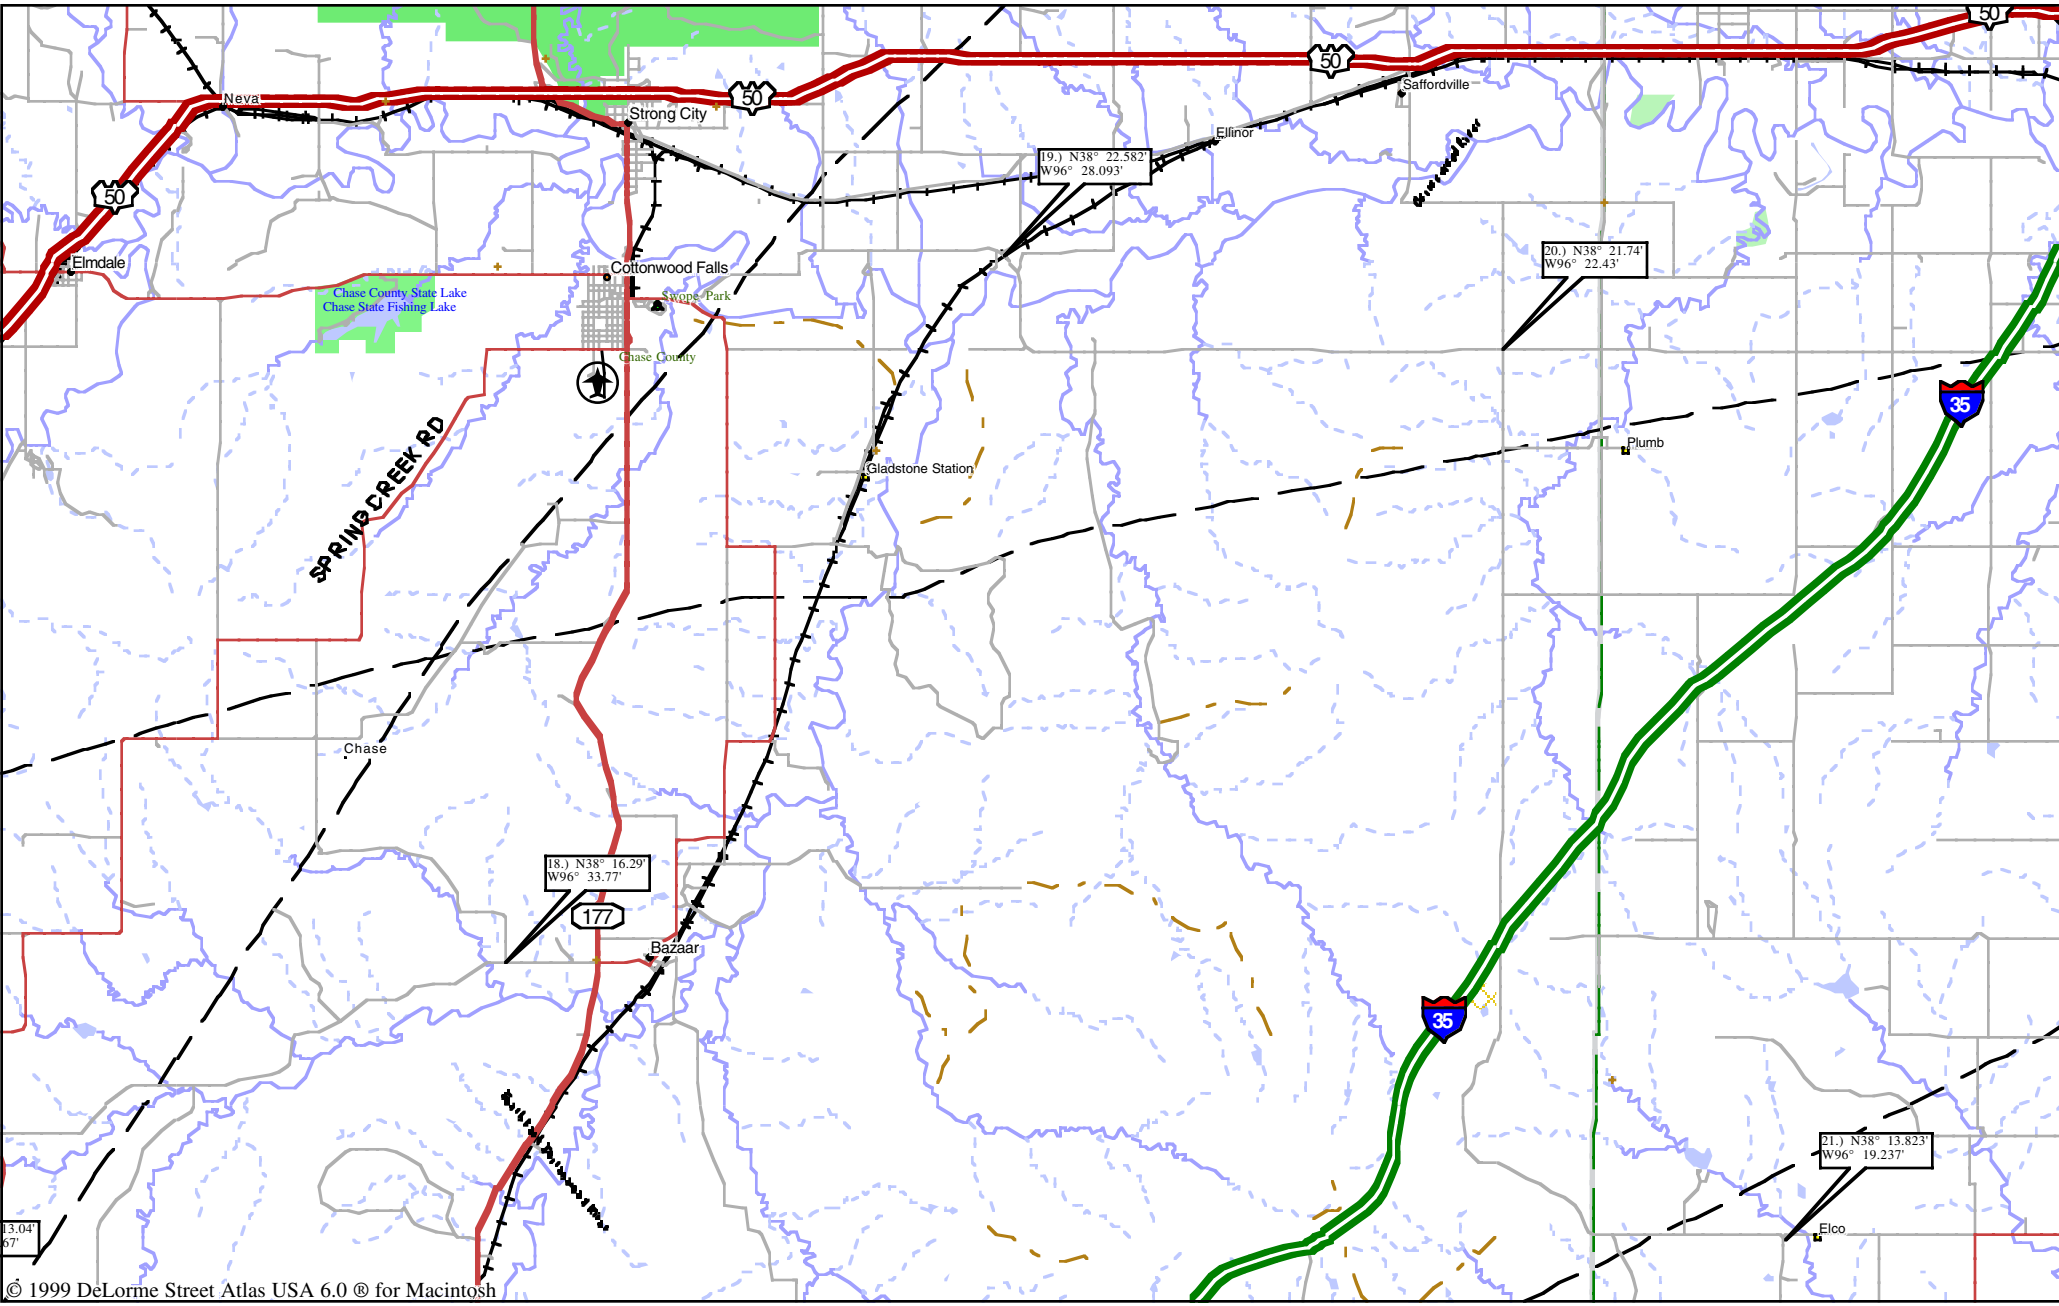 50
50
50
Saffordville
Neva
Strong City
Ellinor
19.) N38° 22.582'
W96° 28.093'
50
20.) N38° 21.74'
W96° 22.43'
Elmdale
Cottonwood Falls
Chase County State Lake
Chase State Fishing Lake
Swope Park
Chase County
35
SPRING CREEK RD
Plumb
Gladstone Station
Chase
18.) N38° 16.29'
W96° 33.77'
177
Bazaar
35
21.) N38° 13.823'
W96° 19.237'
13.04'
67'
Elco
© 1999 DeLorme Street Atlas USA 6.0 ® for Macintosh